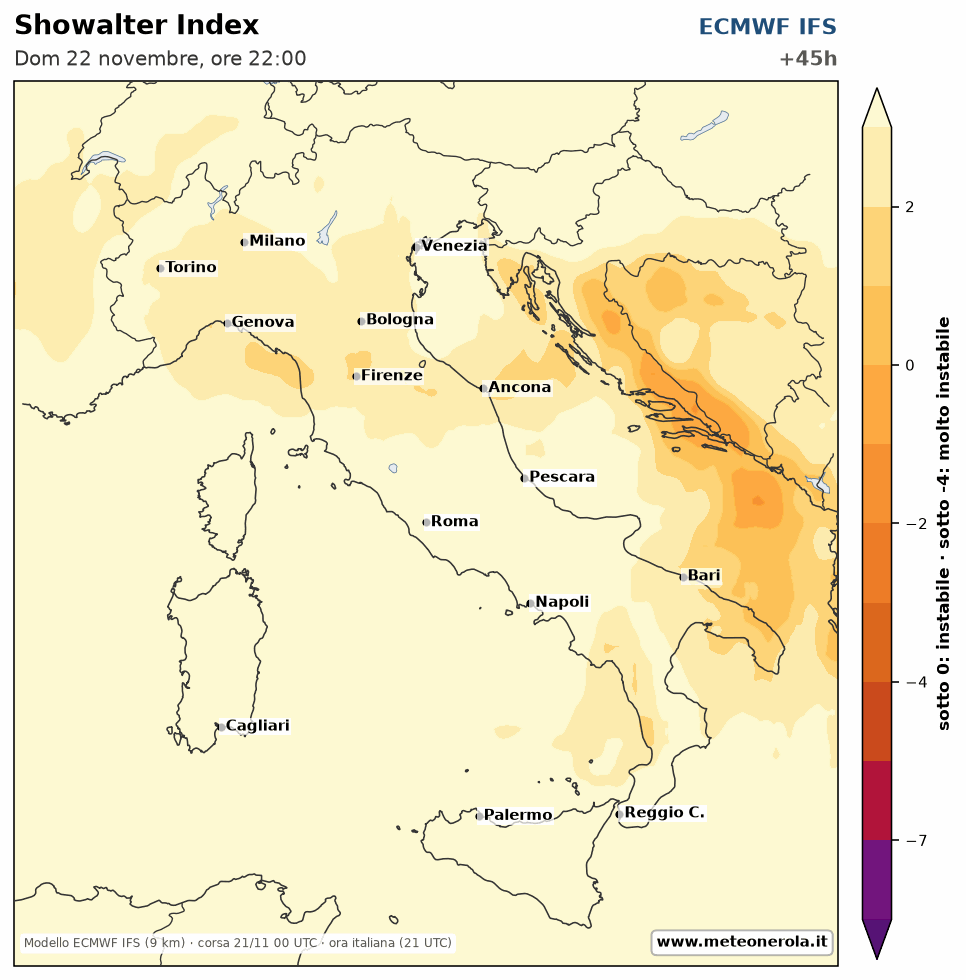 Showalter Index
ECMWF IFS
Dom 22 novembre, ore 22:00
+45h
Milano
Venezia
Torino
Genova
Bologna
Firenze
Ancona
Pescara
Roma
Bari
Napoli
Cagliari
Palermo
Reggio C.
2
0
−2
−4
−7
sotto 0: instabile · sotto -4: molto instabile
Modello ECMWF IFS (9 km) · corsa 21/11 00 UTC · ora italiana (21 UTC)
www.meteonerola.it